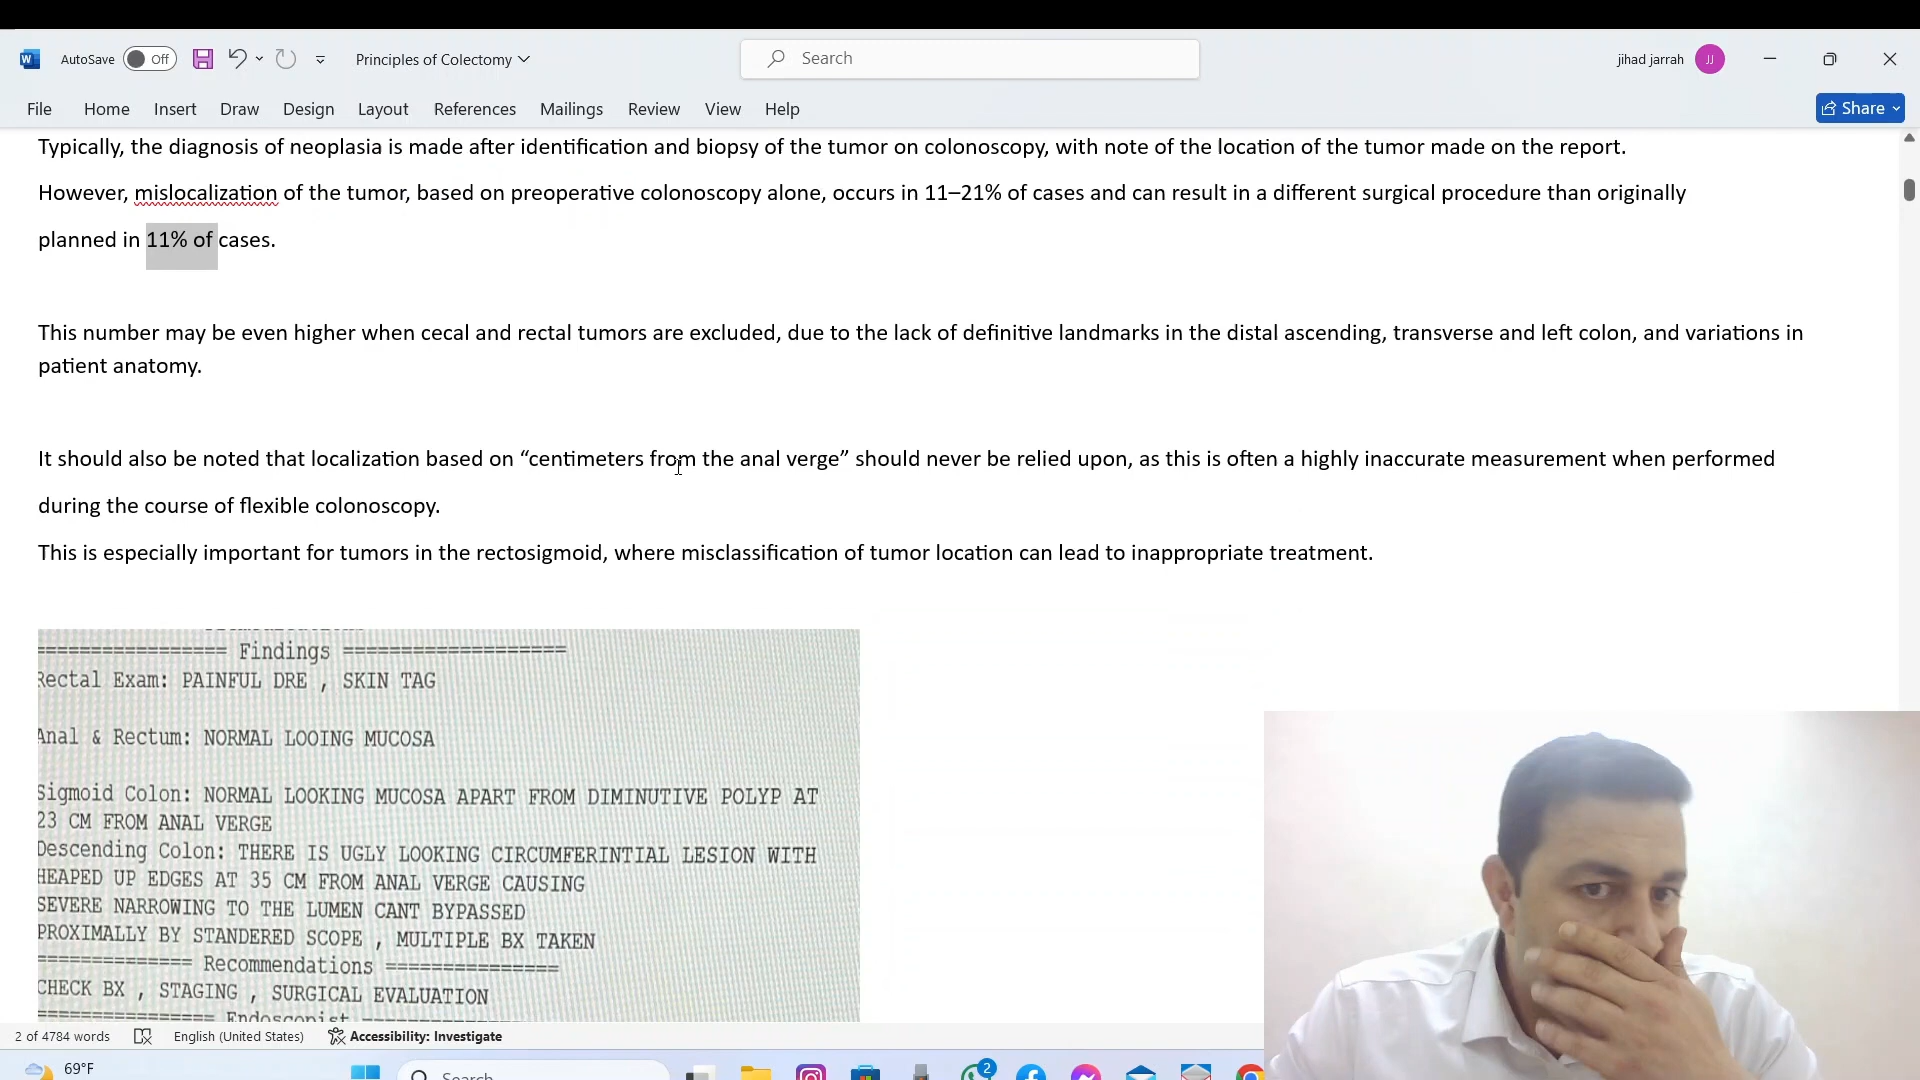 AutoSave Off Principles of Colectomy Search jihad jarrah JJ
File Home Insert Draw Design Layout References Mailings Review View Help Share
Typically, the diagnosis of neoplasia is made after identification and biopsy of the tumor on colonoscopy, with note of the location of the tumor made on the report.
However, mislocalization of the tumor, based on preoperative colonoscopy alone, occurs in 11–21% of cases and can result in a different surgical procedure than originally
planned in 11% of cases.
This number may be even higher when cecal and rectal tumors are excluded, due to the lack of definitive landmarks in the distal ascending, transverse and left colon, and variations in
patient anatomy.
It should also be noted that localization based on “centimeters from the anal verge” should never be relied upon, as this is often a highly inaccurate measurement when performed
during the course of flexible colonoscopy.
This is especially important for tumors in the rectosigmoid, where misclassification of tumor location can lead to inappropriate treatment.
================ Findings ===================
Rectal Exam: PAINFUL DRE , SKIN TAG
Anal & Rectum: NORMAL LOOING MUCOSA
Sigmoid Colon: NORMAL LOOKING MUCOSA APART FROM DIMINUTIVE POLYP AT
23 CM FROM ANAL VERGE
Descending Colon: THERE IS UGLY LOOKING CIRCUMFERINTIAL LESION WITH
HEAPED UP EDGES AT 35 CM FROM ANAL VERGE CAUSING
SEVERE NARROWING TO THE LUMEN CANT BYPASSED
PROXIMALLY BY STANDERED SCOPE , MULTIPLE BX TAKEN
============== Recommendations ===============
CHECK BX , STAGING , SURGICAL EVALUATION
================ Endoscopist =================
2 of 4784 words English (United States) Accessibility: Investigate
69°F Search 2